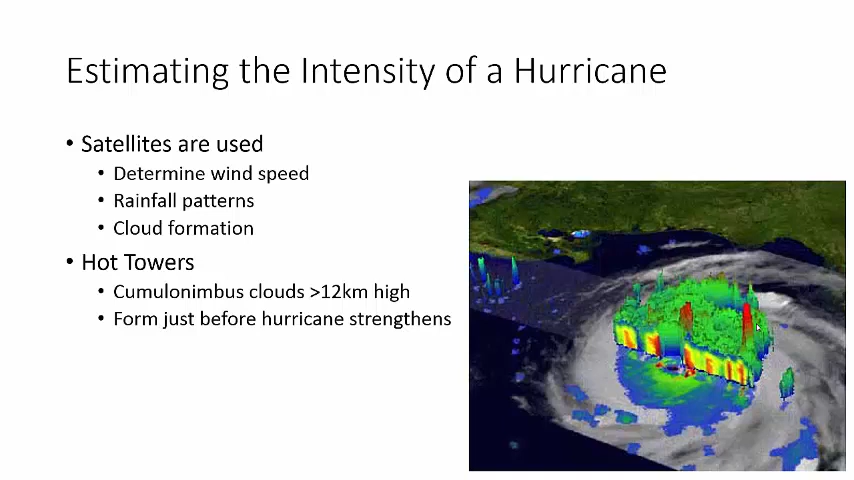 Estimating the Intensity of a Hurricane
• Satellites are used
• Determine wind speed
• Rainfall patterns
• Cloud formation
• Hot Towers
• Cumulonimbus clouds >12km high
• Form just before hurricane strengthens